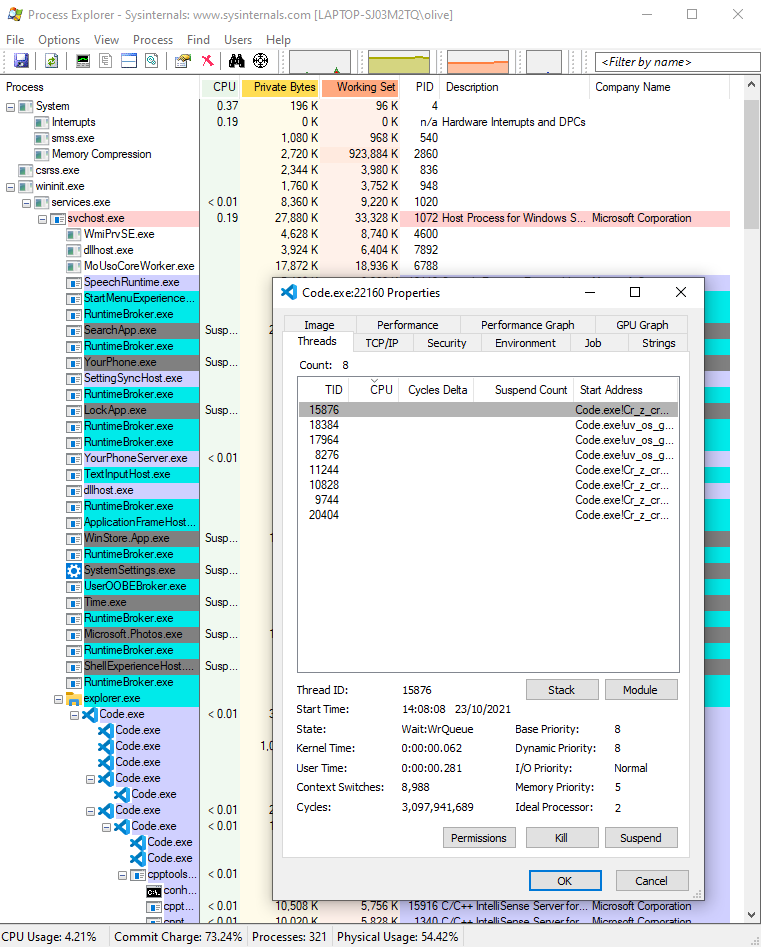 Process Explorer - Sysinternals: www.sysinternals.com [LAPTOP-SJ03M2TQ\olive]
File Options View Process Find Users Help
<Filter by name>
Process CPU Private Bytes Working Set PID Description Company Name
System 0.37 196 K 96 K 4
Interrupts 0.19 0 K 0 K n/a Hardware Interrupts and DPCs
smss.exe 1,080 K 968 K 540
Memory Compression 2,720 K 923,884 K 2860
csrss.exe 2,344 K 3,980 K 836
wininit.exe 1,760 K 3,752 K 948
services.exe < 0.01 8,360 K 9,220 K 1020
svchost.exe 0.19 27,880 K 33,328 K 1072 Host Process for Windows S... Microsoft Corporation
WmiPrvSE.exe 4,628 K 8,740 K 4600
dllhost.exe 3,924 K 6,404 K 7892
MoUsoCoreWorker.exe 17,872 K 18,936 K 6788
SpeechRuntime.exe
StartMenuExperience...
RuntimeBroker.exe
SearchApp.exe Susp...
RuntimeBroker.exe
YourPhone.exe Susp...
SettingSyncHost.exe
RuntimeBroker.exe
LockApp.exe Susp...
RuntimeBroker.exe
RuntimeBroker.exe
YourPhoneServer.exe < 0.01
TextInputHost.exe
dllhost.exe
RuntimeBroker.exe
ApplicationFrameHost...
WinStore.App.exe Susp...
RuntimeBroker.exe
SystemSettings.exe Susp...
UserOOBEBroker.exe
Time.exe Susp...
RuntimeBroker.exe
Microsoft.Photos.exe Susp...
RuntimeBroker.exe
ShellExperienceHost.... Susp...
RuntimeBroker.exe
explorer.exe
Code.exe < 0.01
Code.exe
Code.exe
Code.exe
Code.exe
Code.exe
Code.exe < 0.01
Code.exe < 0.01
Code.exe
Code.exe
cpptools... < 0.01
conh...
cppt... 10,508 K 5,756 K 15916 C/C++ IntelliSense Server for... Microsoft Corporation
cppt... 10,020 K 5,828 K 1340 C/C++ IntelliSense Server for... Microsoft Corporation
Code.exe:22160 Properties
Image Performance Performance Graph GPU Graph
Threads TCP/IP Security Environment Job Strings
Count: 8
TID CPU Cycles Delta Suspend Count Start Address
15876 Code.exe!Cr_z_cr...
18384 Code.exe!uv_os_g...
17964 Code.exe!uv_os_g...
8276 Code.exe!uv_os_g...
11244 Code.exe!Cr_z_cr...
10828 Code.exe!Cr_z_cr...
9744 Code.exe!Cr_z_cr...
20404 Code.exe!Cr_z_cr...
Thread ID: 15876 Stack Module
Start Time: 14:08:08 23/10/2021
State: Wait:WrQueue Base Priority: 8
Kernel Time: 0:00:00.062 Dynamic Priority: 8
User Time: 0:00:00.281 I/O Priority: Normal
Context Switches: 8,988 Memory Priority: 5
Cycles: 3,097,941,689 Ideal Processor: 2
Permissions Kill Suspend
OK Cancel
CPU Usage: 4.21% Commit Charge: 73.24% Processes: 321 Physical Usage: 54.42%